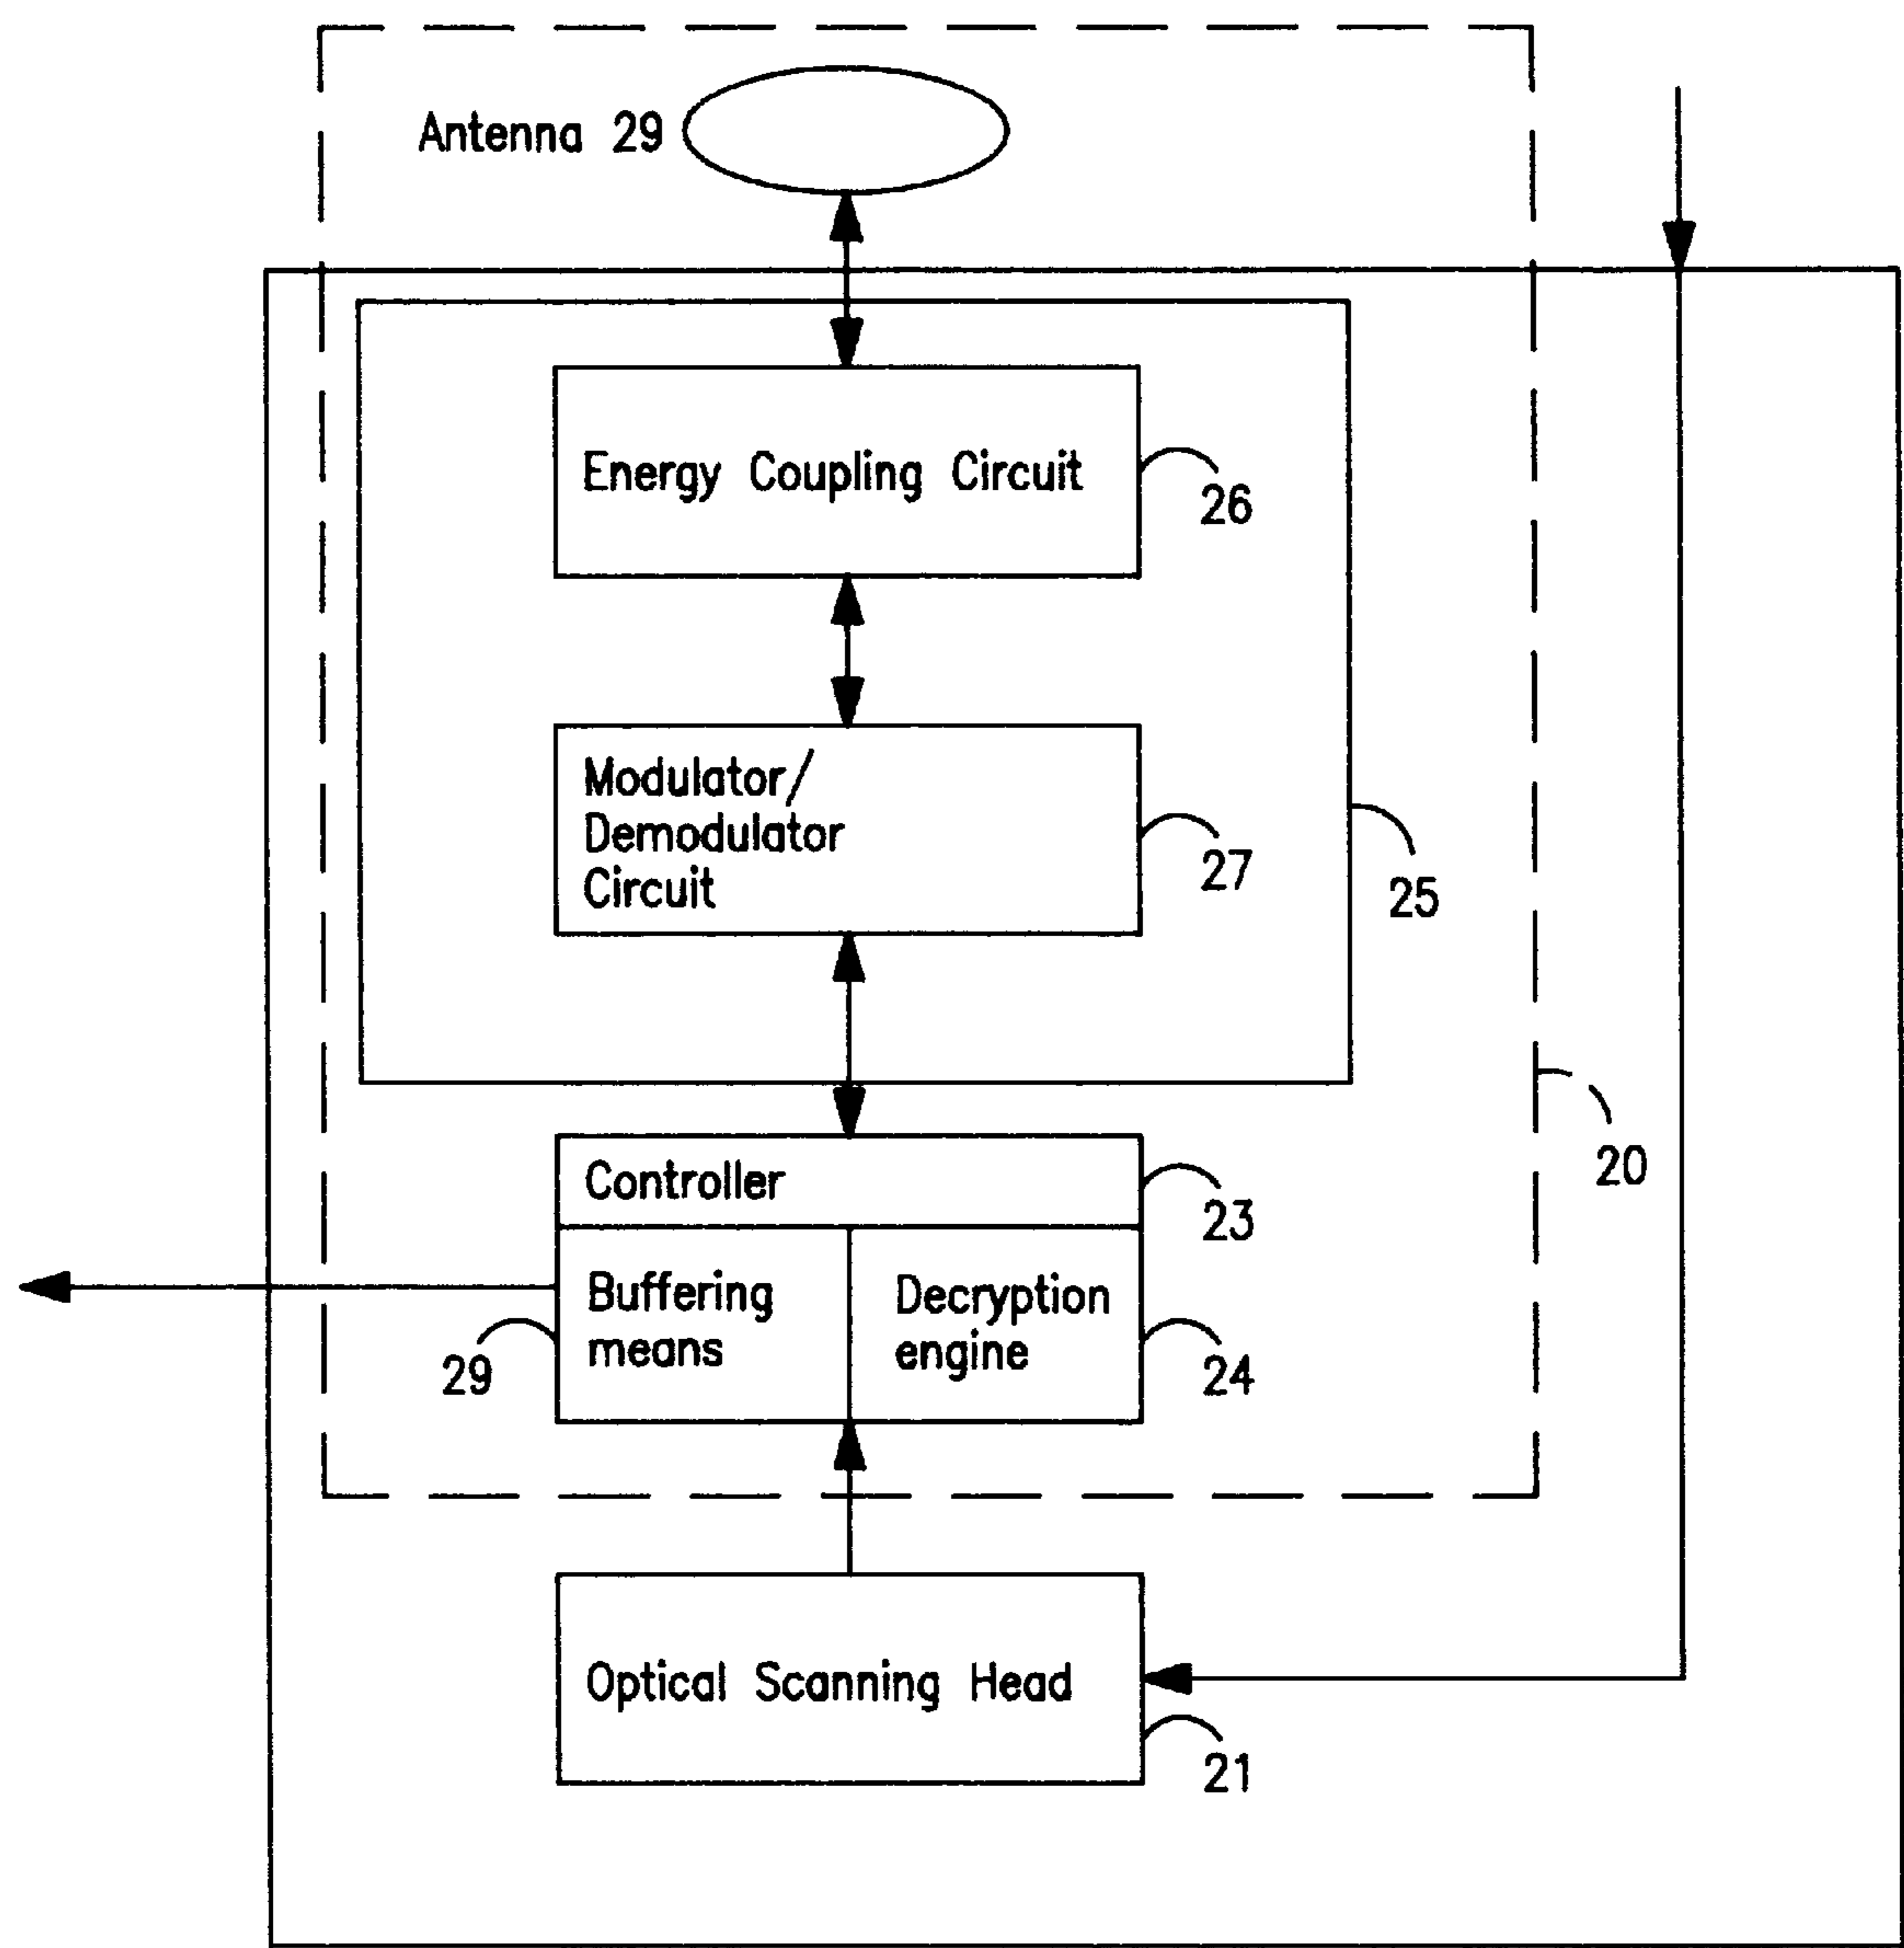 Antenna 29
Energy Coupling Circuit
26
Modulator/
Demodulator
Circuit
27
25
20
Controller
23
Buffering
means
29
Decryption
engine
24
Optical Scanning Head
21